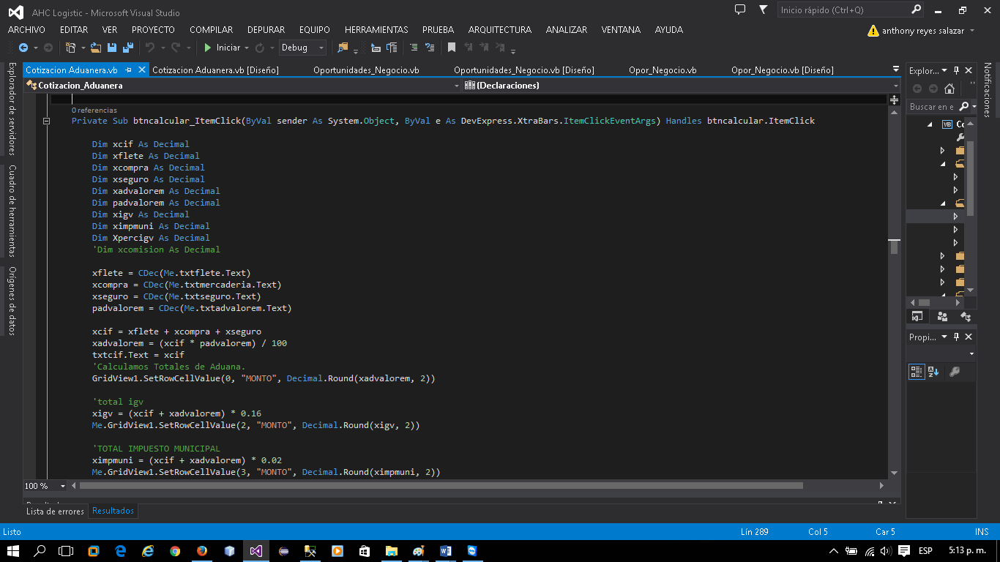 AHC Logistic - Microsoft Visual Studio
Inicio rápido (Ctrl+Q)
ARCHIVO EDITAR VER PROYECTO COMPILAR DEPURAR EQUIPO HERRAMIENTAS PRUEBA ARQUITECTURA ANALIZAR VENTANA AYUDA
anthony reyes salazar
Iniciar
Debug
Explorador de servidores
Cuadro de herramientas
Orígenes de datos
Cotizacion Aduanera.vb
Cotizacion Aduanera.vb [Diseño]
Oportunidades_Negocio.vb
Oportunidades_Negocio.vb [Diseño]
Opor_Negocio.vb
Opor_Negocio.vb [Diseño]
Cotizacion_Aduanera
(Declaraciones)
0 referencias
Private Sub btncalcular_ItemClick(ByVal sender As System.Object, ByVal e As DevExpress.XtraBars.ItemClickEventArgs) Handles btncalcular.ItemClick
Dim xcif As Decimal
Dim xflete As Decimal
Dim xcompra As Decimal
Dim xseguro As Decimal
Dim xadvalorem As Decimal
Dim padvalorem As Decimal
Dim xigv As Decimal
Dim ximpmuni As Decimal
Dim Xpercigv As Decimal
'Dim xcomision As Decimal
xflete = CDec(Me.txtflete.Text)
xcompra = CDec(Me.txtmercaderia.Text)
xseguro = CDec(Me.txtseguro.Text)
padvalorem = CDec(Me.txtadvalorem.Text)
xcif = xflete + xcompra + xseguro
xadvalorem = (xcif * padvalorem) / 100
txtcif.Text = xcif
'Calculamos Totales de Aduana.
GridView1.SetRowCellValue(0, "MONTO", Decimal.Round(xadvalorem, 2))
'total igv
xigv = (xcif + xadvalorem) * 0.16
Me.GridView1.SetRowCellValue(2, "MONTO", Decimal.Round(xigv, 2))
'TOTAL IMPUESTO MUNICIPAL
ximpmuni = (xcif + xadvalorem) * 0.02
Me.GridView1.SetRowCellValue(3, "MONTO", Decimal.Round(ximpmuni, 2))
100 %
Lista de errores
Resultados
Explor...
Buscar en e
VB Co
Propi...
Notificaciones
Listo
Lín 289
Col 5
Car 5
INS
ESP
5:13 p. m.